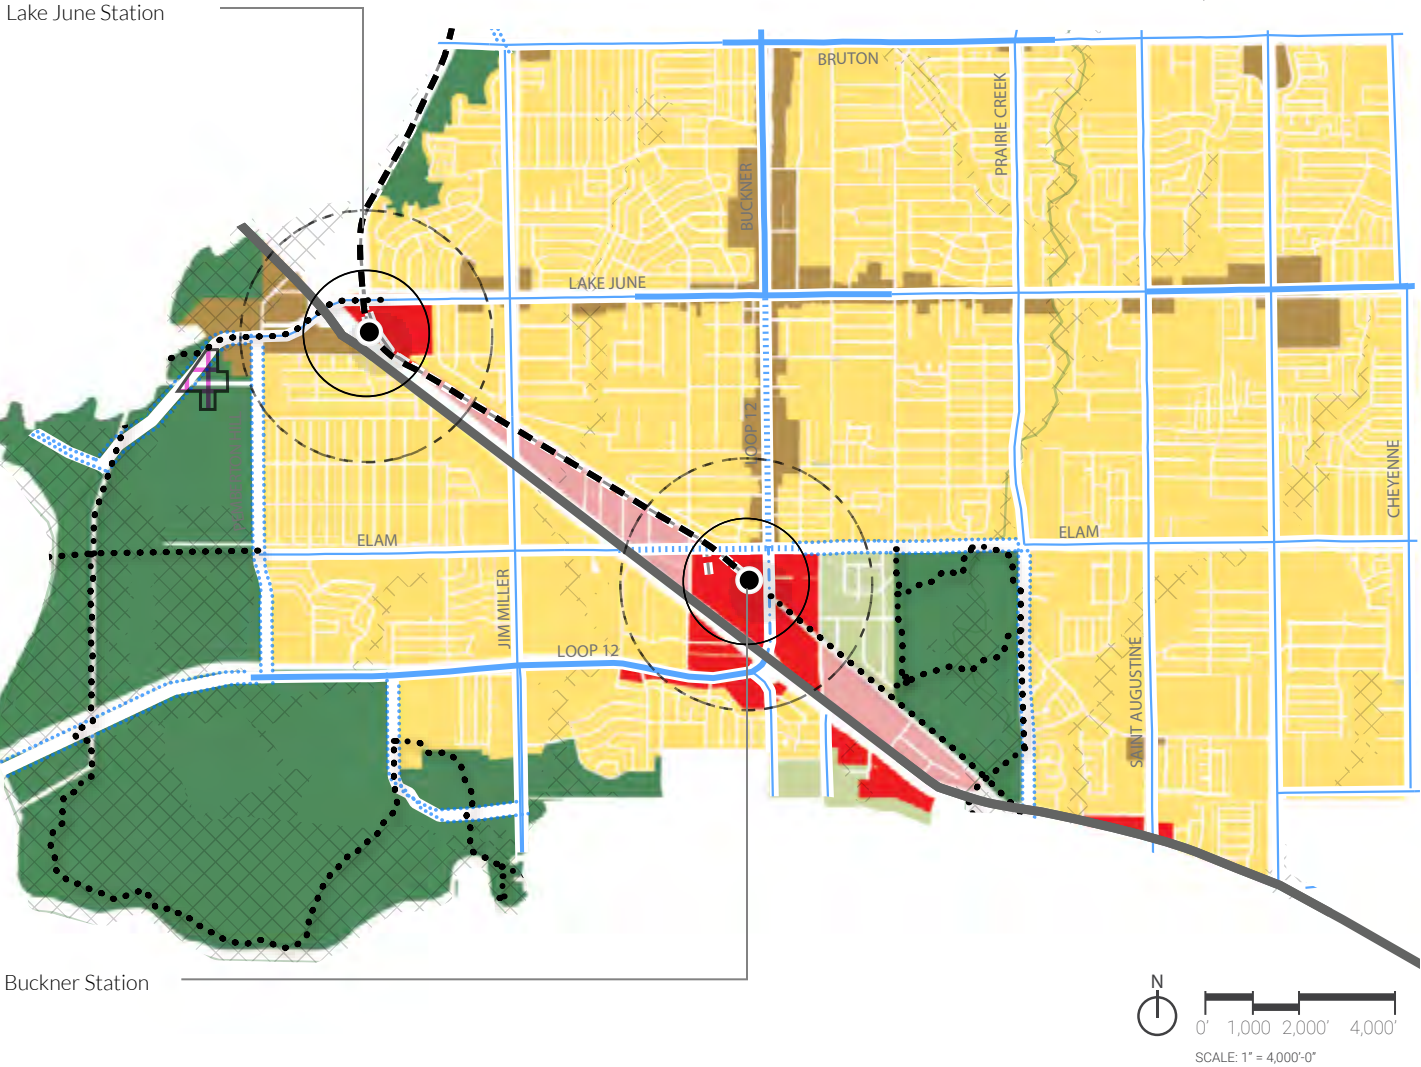 Lake June Station
BRUTON
PRAIRIE CREEK
BUCKNER
LAKE JUNE
LOOP 12
CHEYENNE
ELAM
ELAM
JIM MILLER
LOOP 12
SAINT AUGUSTINE
Buckner Station
N
0' 1,000 2,000' 4,000'
SCALE: 1" = 4,000'-0"